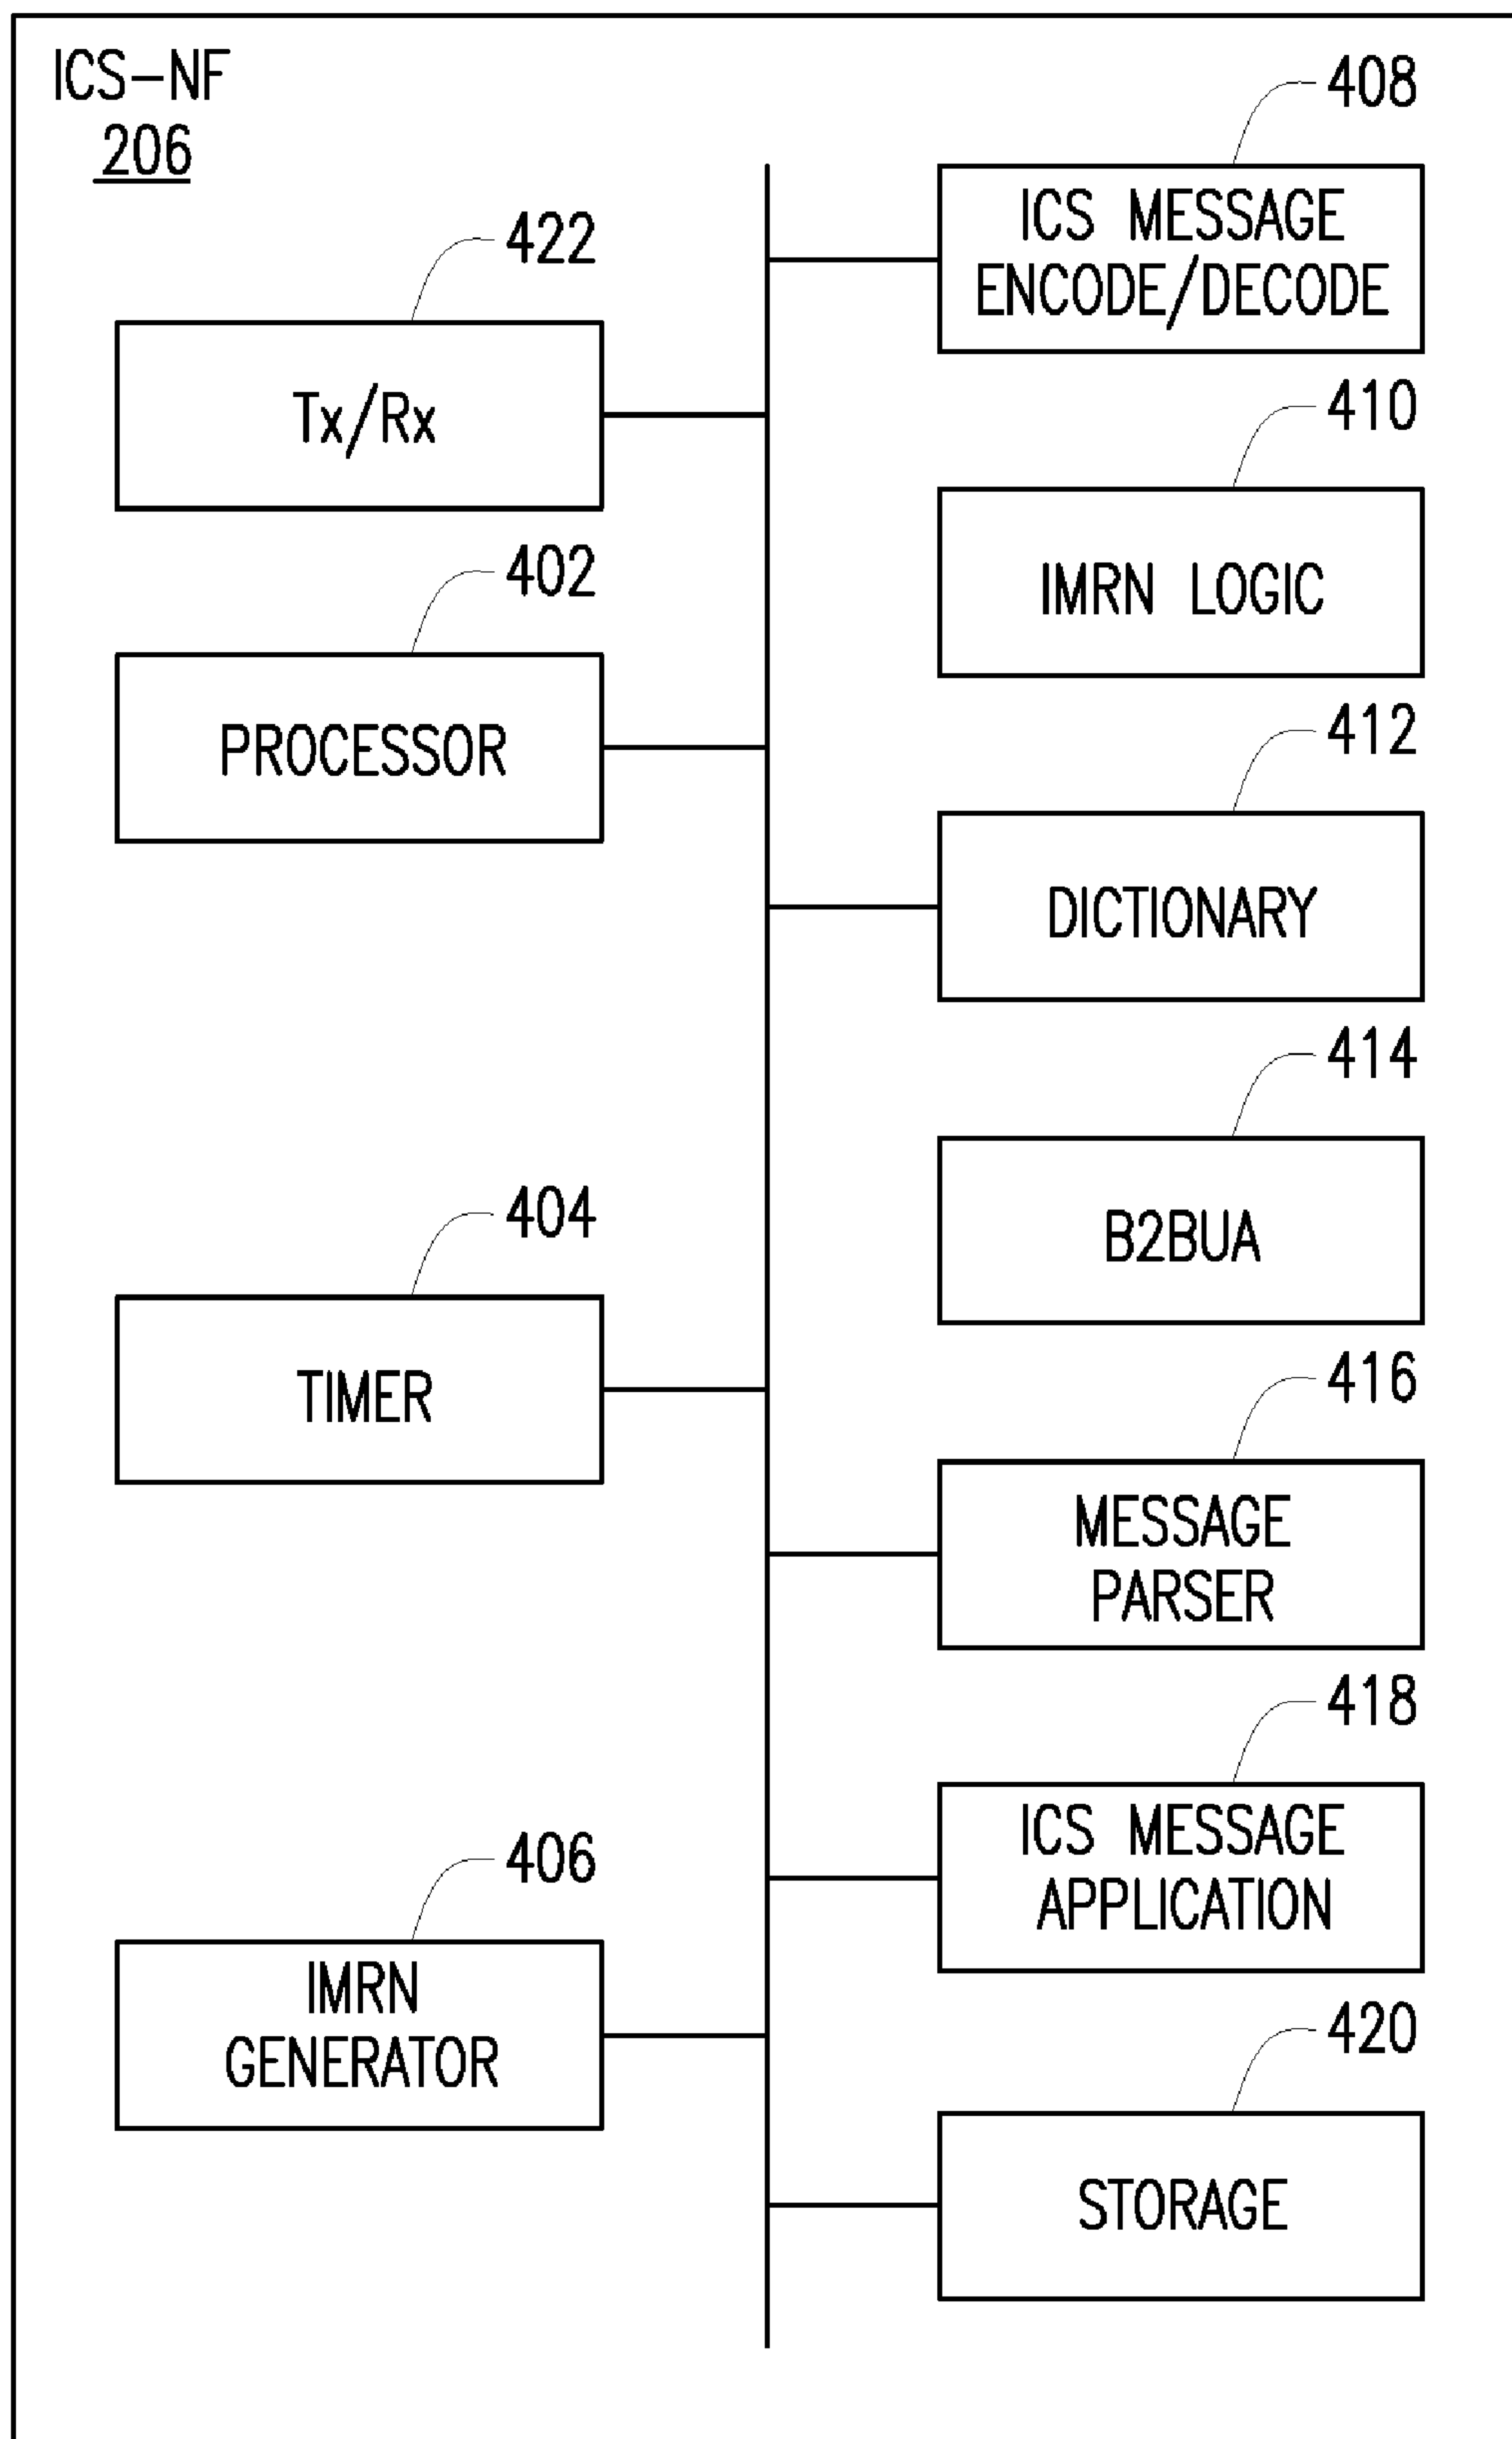 ICS-NF
206
422
Tx/Rx
402
PROCESSOR
404
TIMER
406
IMRN
GENERATOR
408
ICS MESSAGE
ENCODE/DECODE
410
IMRN LOGIC
412
DICTIONARY
414
B2BUA
416
MESSAGE
PARSER
418
ICS MESSAGE
APPLICATION
420
STORAGE